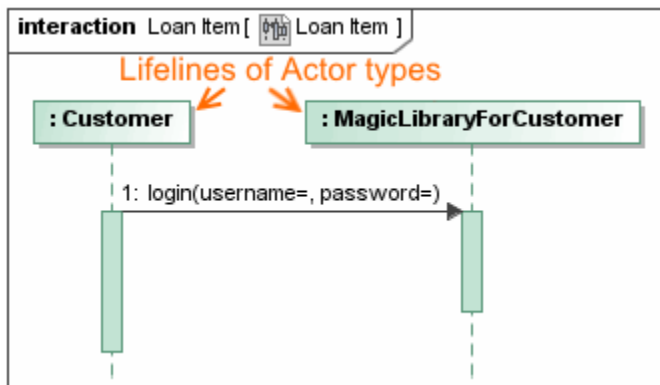 interaction Loan Item [ Loan Item ]
Lifelines of Actor types
: Customer
: MagicLibraryForCustomer
1: login(username=, password=)